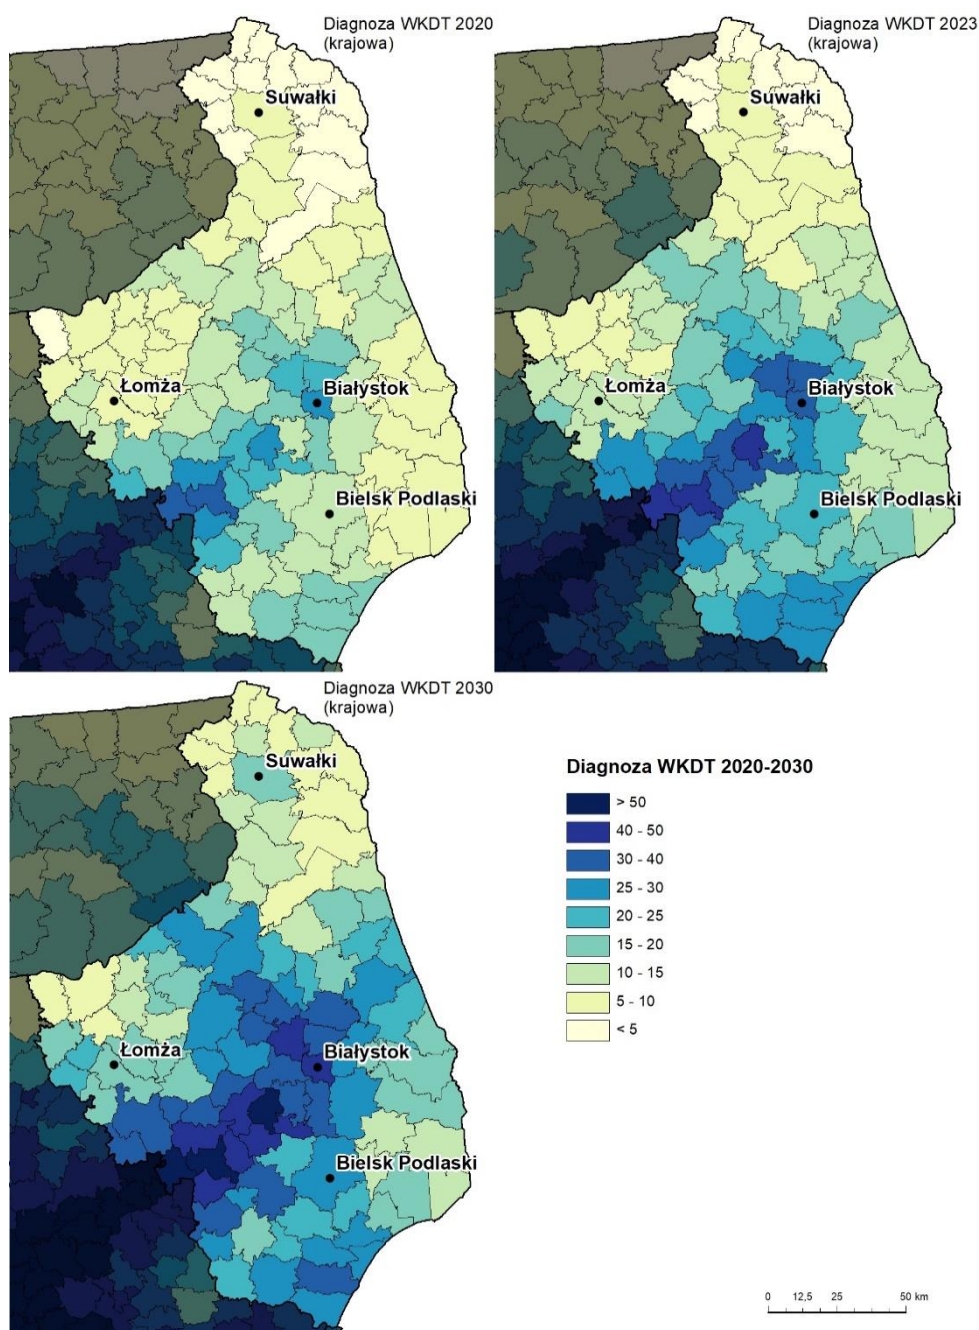 Diagnoza WKDT 2020
(krajowa)
Suwałki
Łomża
Białystok
Bielsk Podlaski
Diagnoza WKDT 2023
(krajowa)
Suwałki
Łomża
Białystok
Bielsk Podlaski
Diagnoza WKDT 2030
(krajowa)
Suwałki
Łomża
Białystok
Bielsk Podlaski
Diagnoza WKDT 2020-2030
> 50
40 - 50
30 - 40
25 - 30
20 - 25
15 - 20
10 - 15
5 - 10
< 5
0 12,5 25 50 km